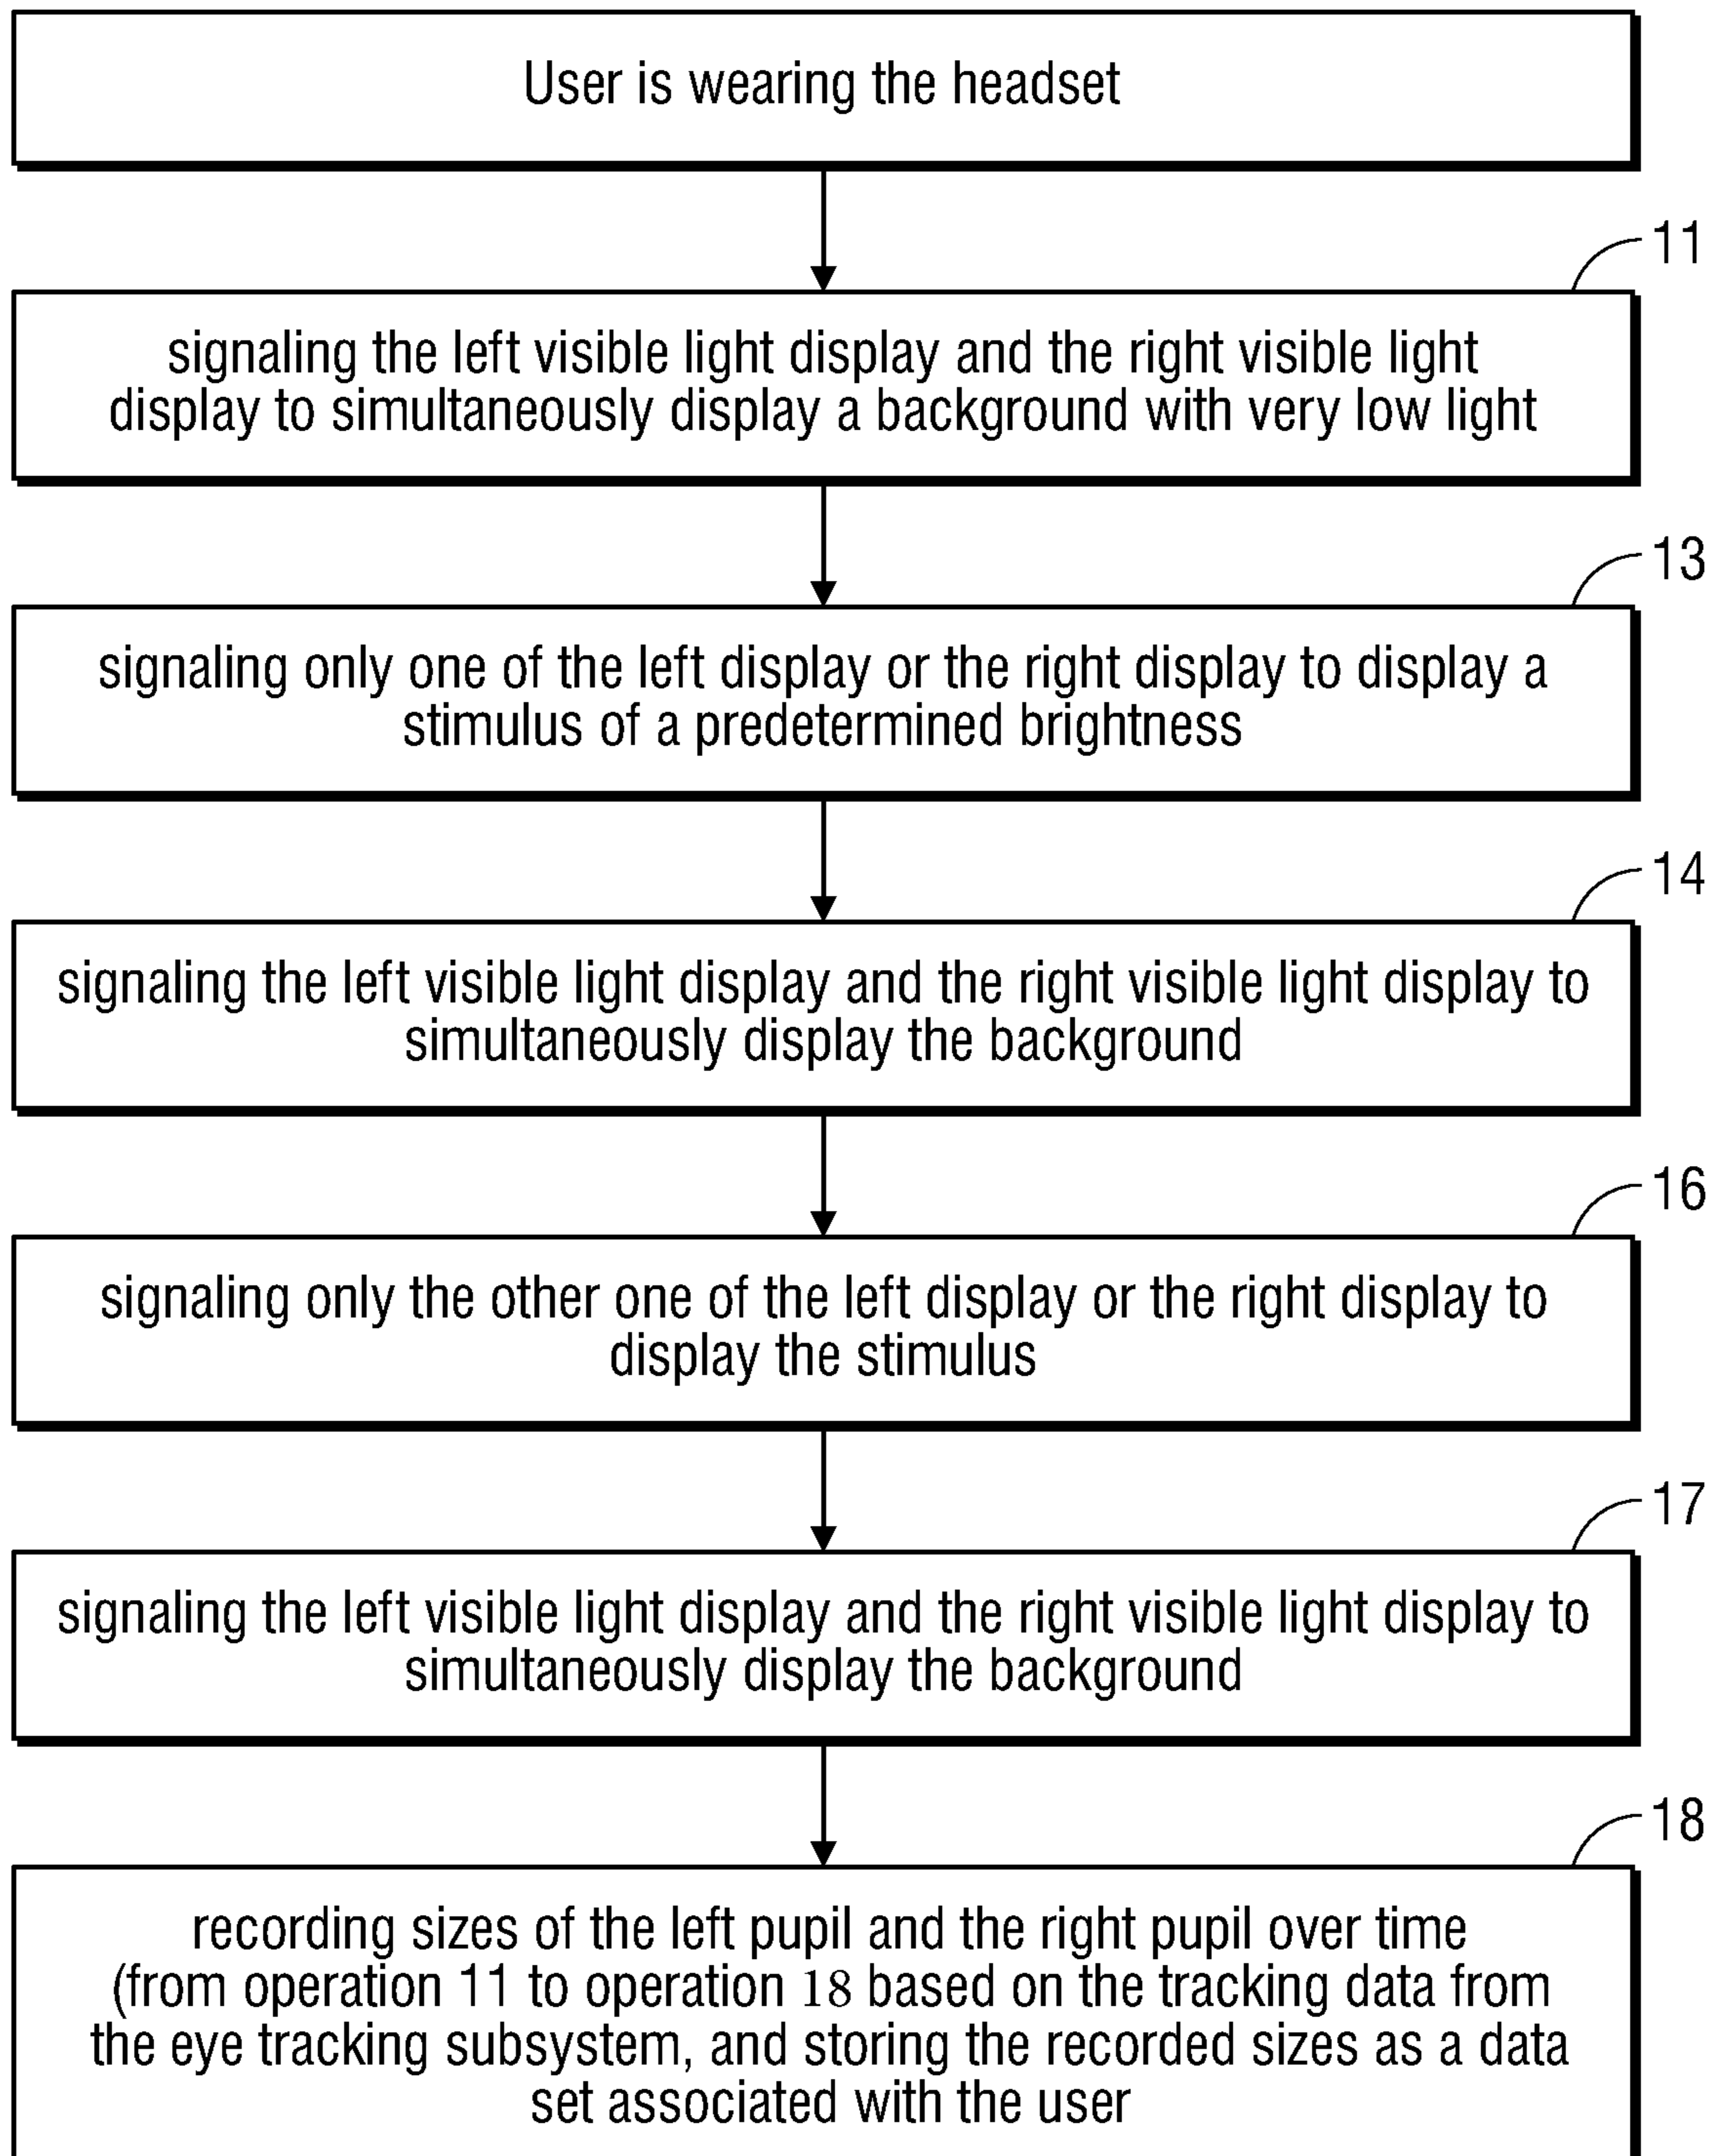 User is wearing the headset
11
signaling the left visible light display and the right visible light
display to simultaneously display a background with very low light
13
signaling only one of the left display or the right display to display a
stimulus of a predetermined brightness
14
signaling the left visible light display and the right visible light display to
simultaneously display the background
16
signaling only the other one of the left display or the right display to
display the stimulus
17
signaling the left visible light display and the right visible light display to
simultaneously display the background
18
recording sizes of the left pupil and the right pupil over time
(from operation 11 to operation 18 based on the tracking data from
the eye tracking subsystem, and storing the recorded sizes as a data
set associated with the user